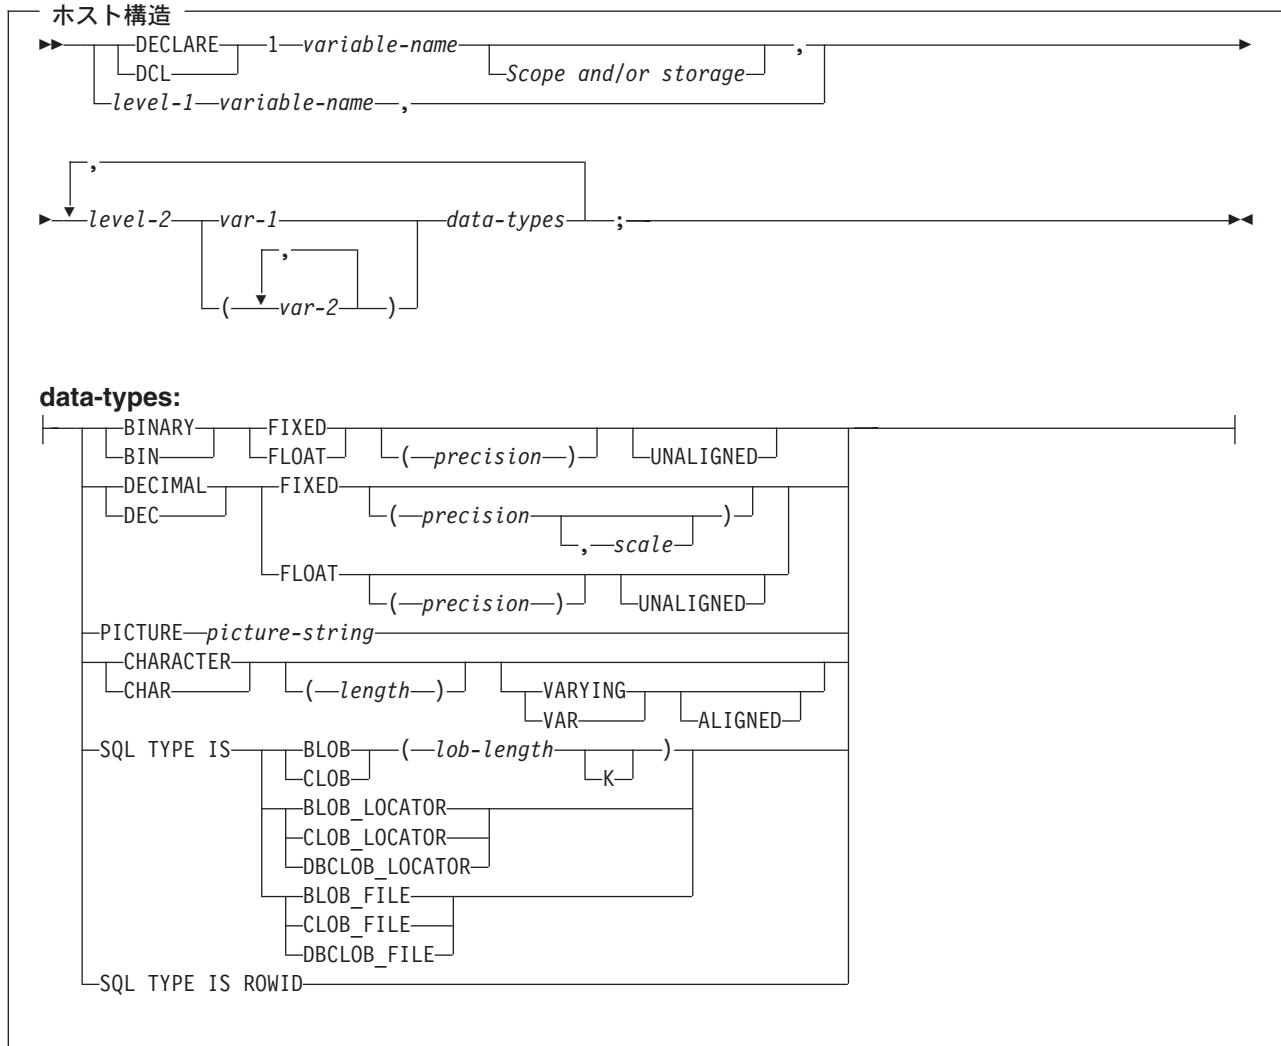 ホスト構造
DECLARE 1 variable-name ,
DCL Scope and/or storage
level-1 variable-name ,
,
level-2 var-1 data-types ;
,
( var-2 )
data-types:
BINARY FIXED
BIN FLOAT ( precision ) UNALIGNED
DECIMAL FIXED
DEC ( precision )
, scale
FLOAT
( precision ) UNALIGNED
PICTURE picture-string
CHARACTER
CHAR ( length ) VARYING
VAR ALIGNED
SQL TYPE IS BLOB ( lob-length )
CLOB K
BLOB_LOCATOR
CLOB_LOCATOR
DBCLOB_LOCATOR
BLOB_FILE
CLOB_FILE
DBCLOB_FILE
SQL TYPE IS ROWID